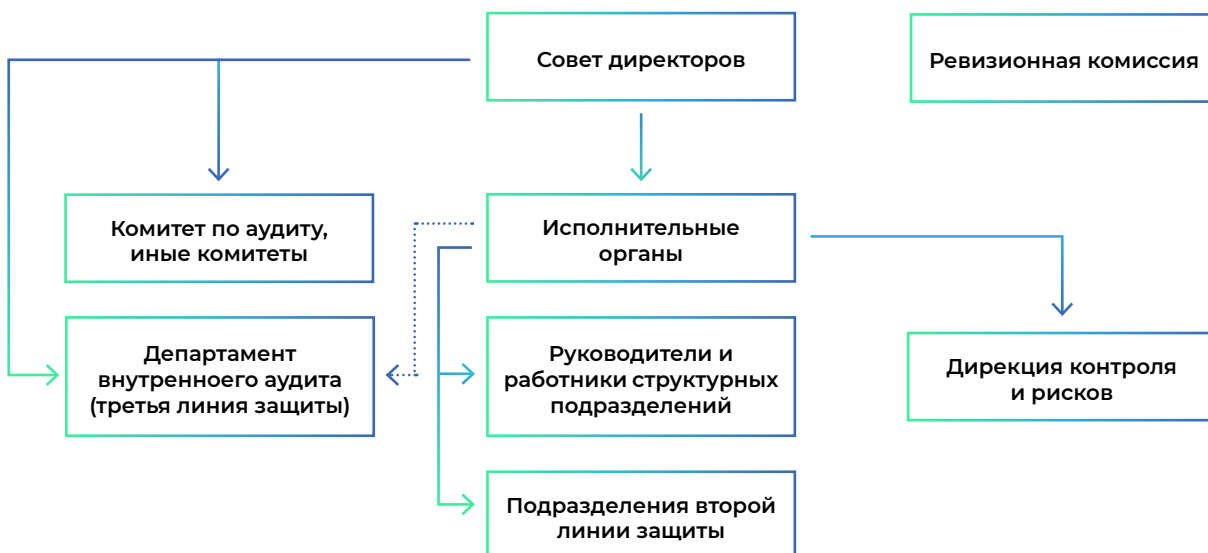 Совет директоров
Ревизионная комиссия
Комитет по аудиту,
иные комитеты
Исполнительные
органы
Департамент
внутренноего аудита
(третья линия защиты)
Руководители и
работники структурных
подразделений
Дирекция контроля
и рисков
Подразделения второй
линии защиты